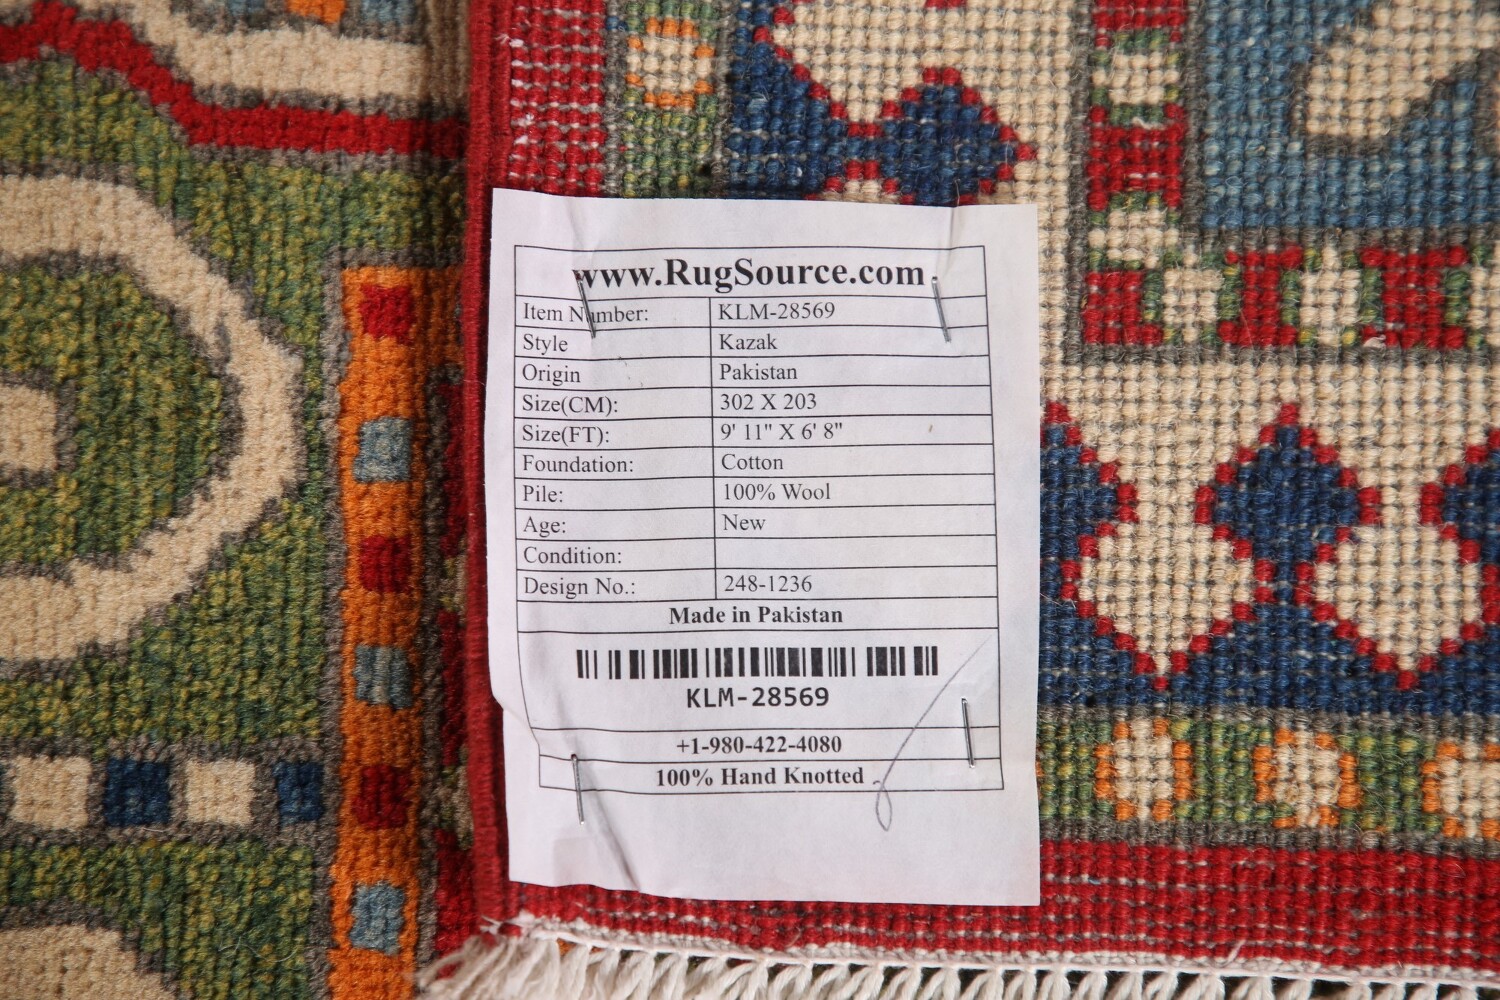 www.RugSource.com
Item Number: KLM-28569
Style Kazak
Origin Pakistan
Size(CM): 302 X 203
Size(FT): 9' 11" X 6' 8"
Foundation: Cotton
Pile: 100% Wool
Age: New
Condition:
Design No.: 248-1236
Made in Pakistan
KLM-28569
+1-980-422-4080
100% Hand Knotted